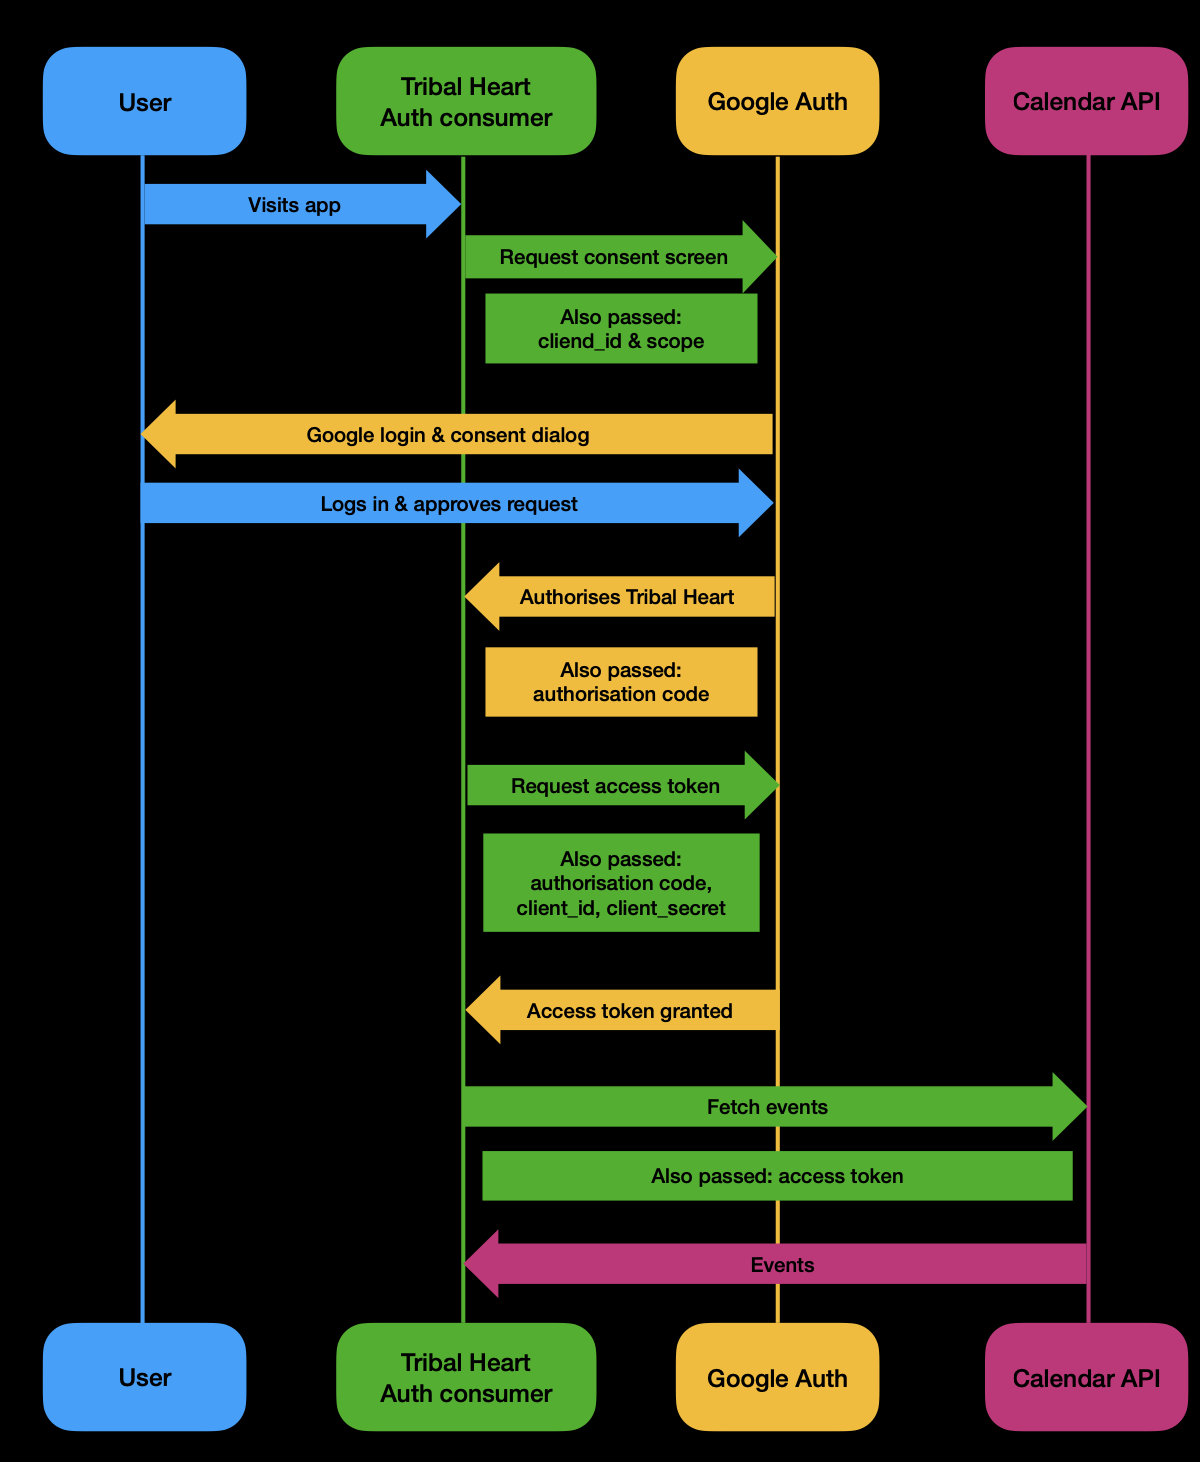 User
Tribal Heart
Auth consumer
Google Auth
Calendar API
Visits app
Request consent screen
Also passed:
cliend_id & scope
Google login & consent dialog
Logs in & approves request
Authorises Tribal Heart
Also passed:
authorisation code
Request access token
Also passed:
authorisation code,
client_id, client_secret
Access token granted
Fetch events
Also passed: access token
Events
User
Tribal Heart
Auth consumer
Google Auth
Calendar API